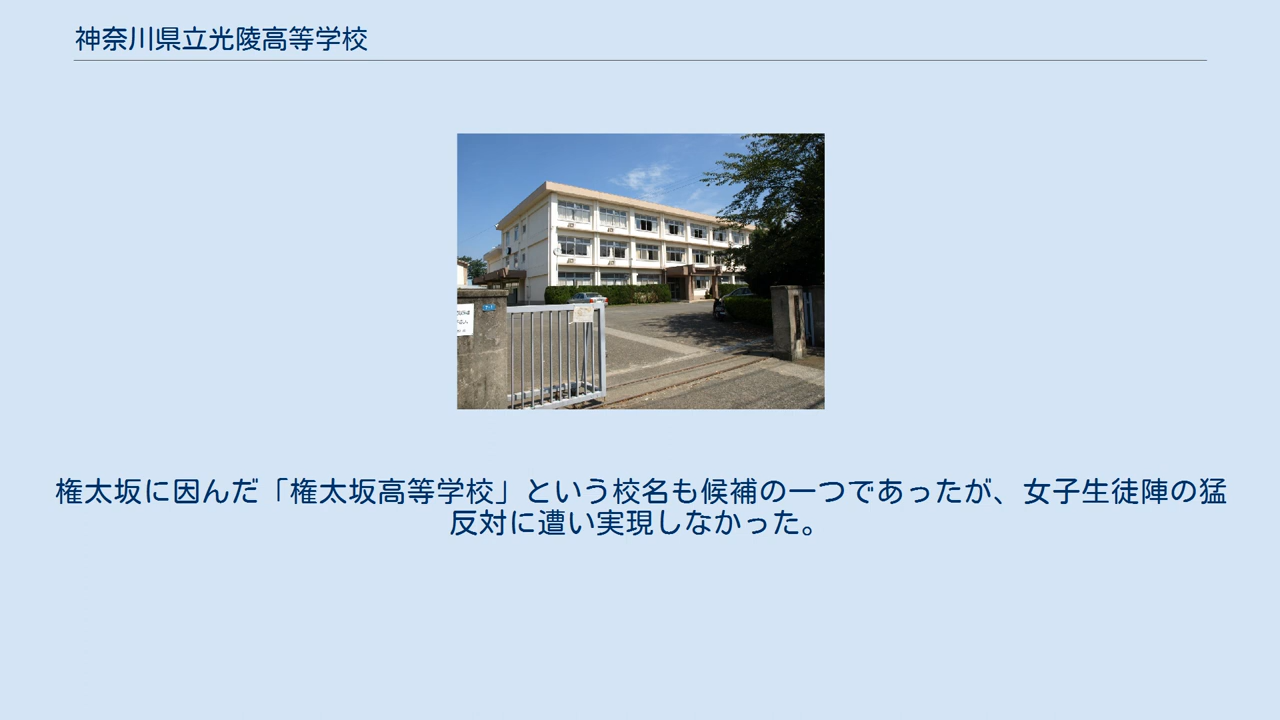 神奈川県立光陵高等学校
権太坂に因んだ「権太坂高等学校」という校名も候補の一つであったが、女子生徒陣の猛
反対に遭い実現しなかった。